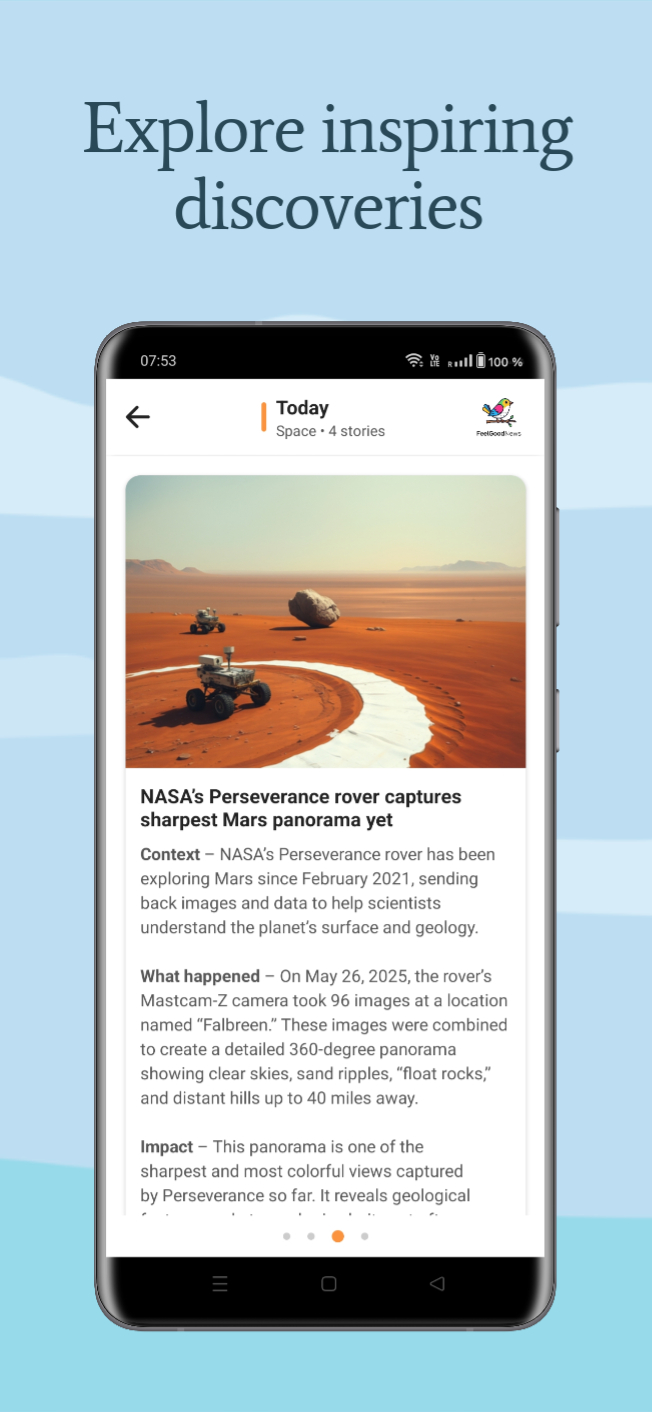 Explore inspiring
discoveries
07:53
Vo
LTE
R
100 %
Today
Space • 4 stories
FeelGoodNews
NASA’s Perseverance rover captures
sharpest Mars panorama yet
Context – NASA’s Perseverance rover has been
exploring Mars since February 2021, sending
back images and data to help scientists
understand the planet’s surface and geology.
What happened – On May 26, 2025, the rover’s
Mastcam-Z camera took 96 images at a location
named “Falbreen.” These images were combined
to create a detailed 360-degree panorama
showing clear skies, sand ripples, “float rocks,”
and distant hills up to 40 miles away.
Impact – This panorama is one of the
sharpest and most colorful views captured
by Perseverance so far. It reveals geological